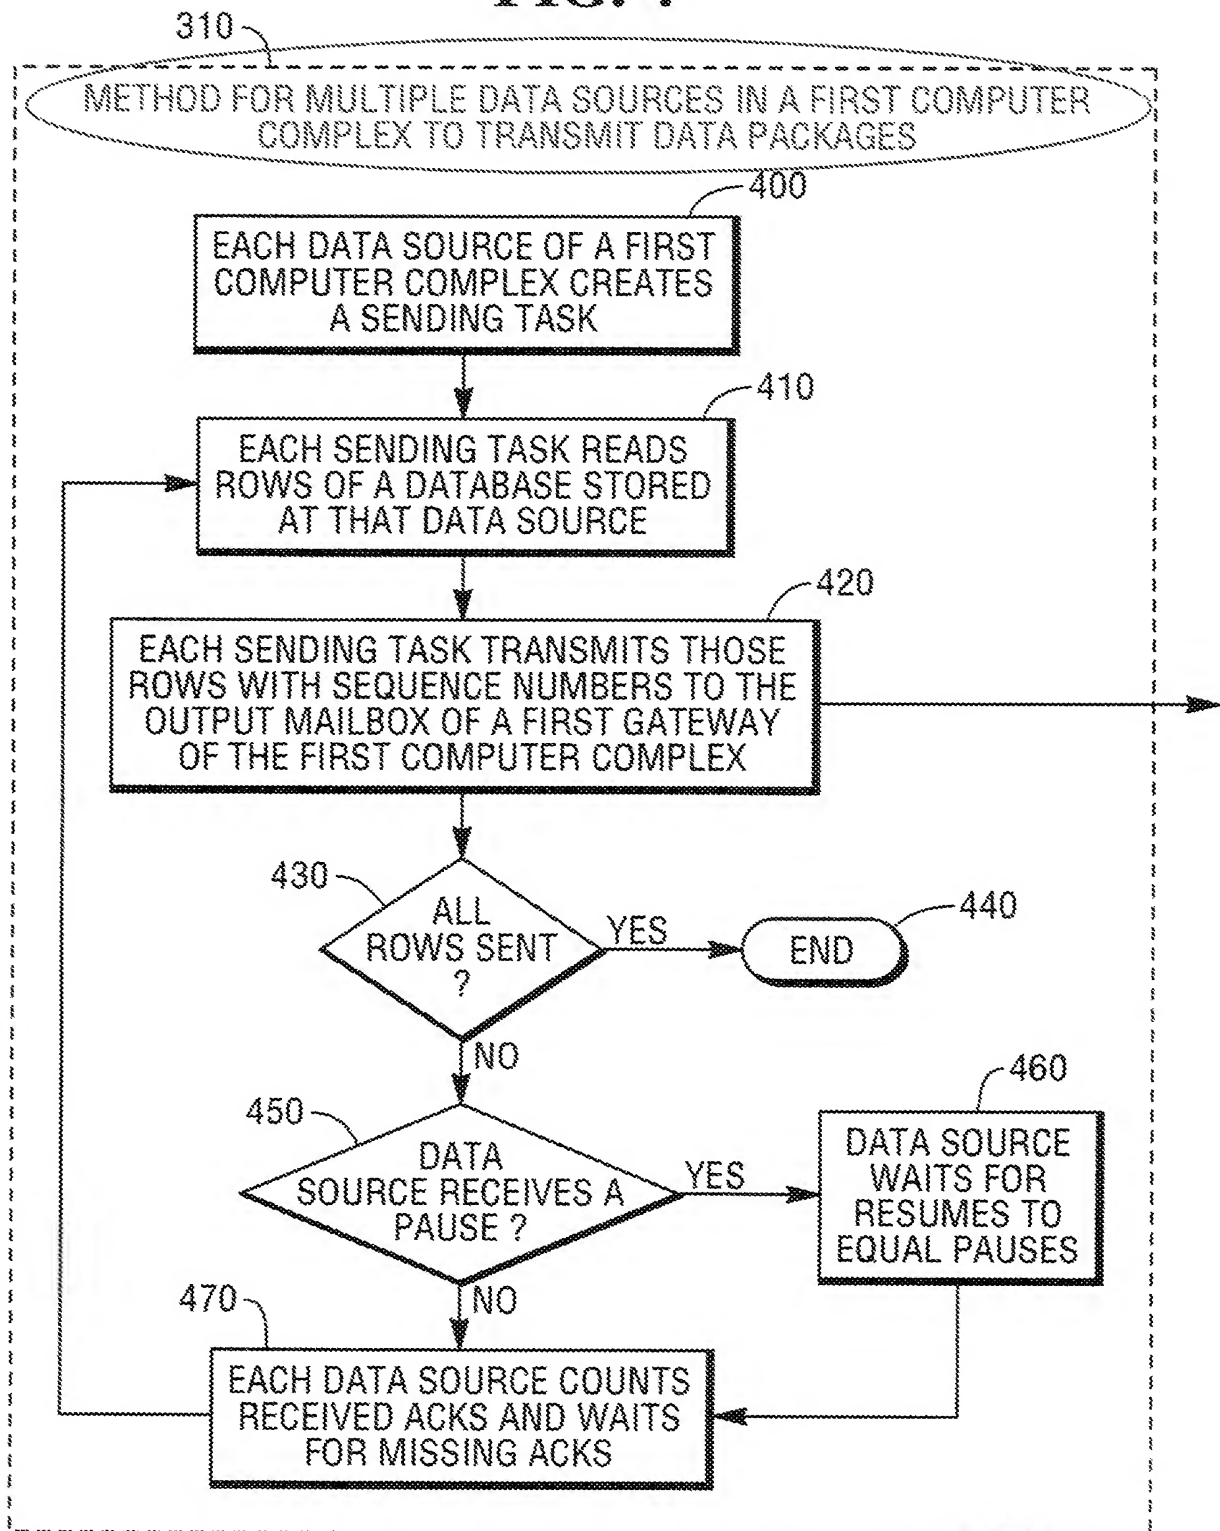 310
METHOD FOR MULTIPLE DATA SOURCES IN A FIRST COMPUTER
COMPLEX TO TRANSMIT DATA PACKAGES
400
EACH DATA SOURCE OF A FIRST
COMPUTER COMPLEX CREATES
A SENDING TASK
410
EACH SENDING TASK READS
ROWS OF A DATABASE STORED
AT THAT DATA SOURCE
420
EACH SENDING TASK TRANSMITS THOSE
ROWS WITH SEQUENCE NUMBERS TO THE
OUTPUT MAILBOX OF A FIRST GATEWAY
OF THE FIRST COMPUTER COMPLEX
430
ALL
ROWS SENT
?
YES
440
END
NO
450
DATA
SOURCE RECEIVES A
PAUSE ?
YES
460
DATA SOURCE
WAITS FOR
RESUMES TO
EQUAL PAUSES
NO
470
EACH DATA SOURCE COUNTS
RECEIVED ACKS AND WAITS
FOR MISSING ACKS